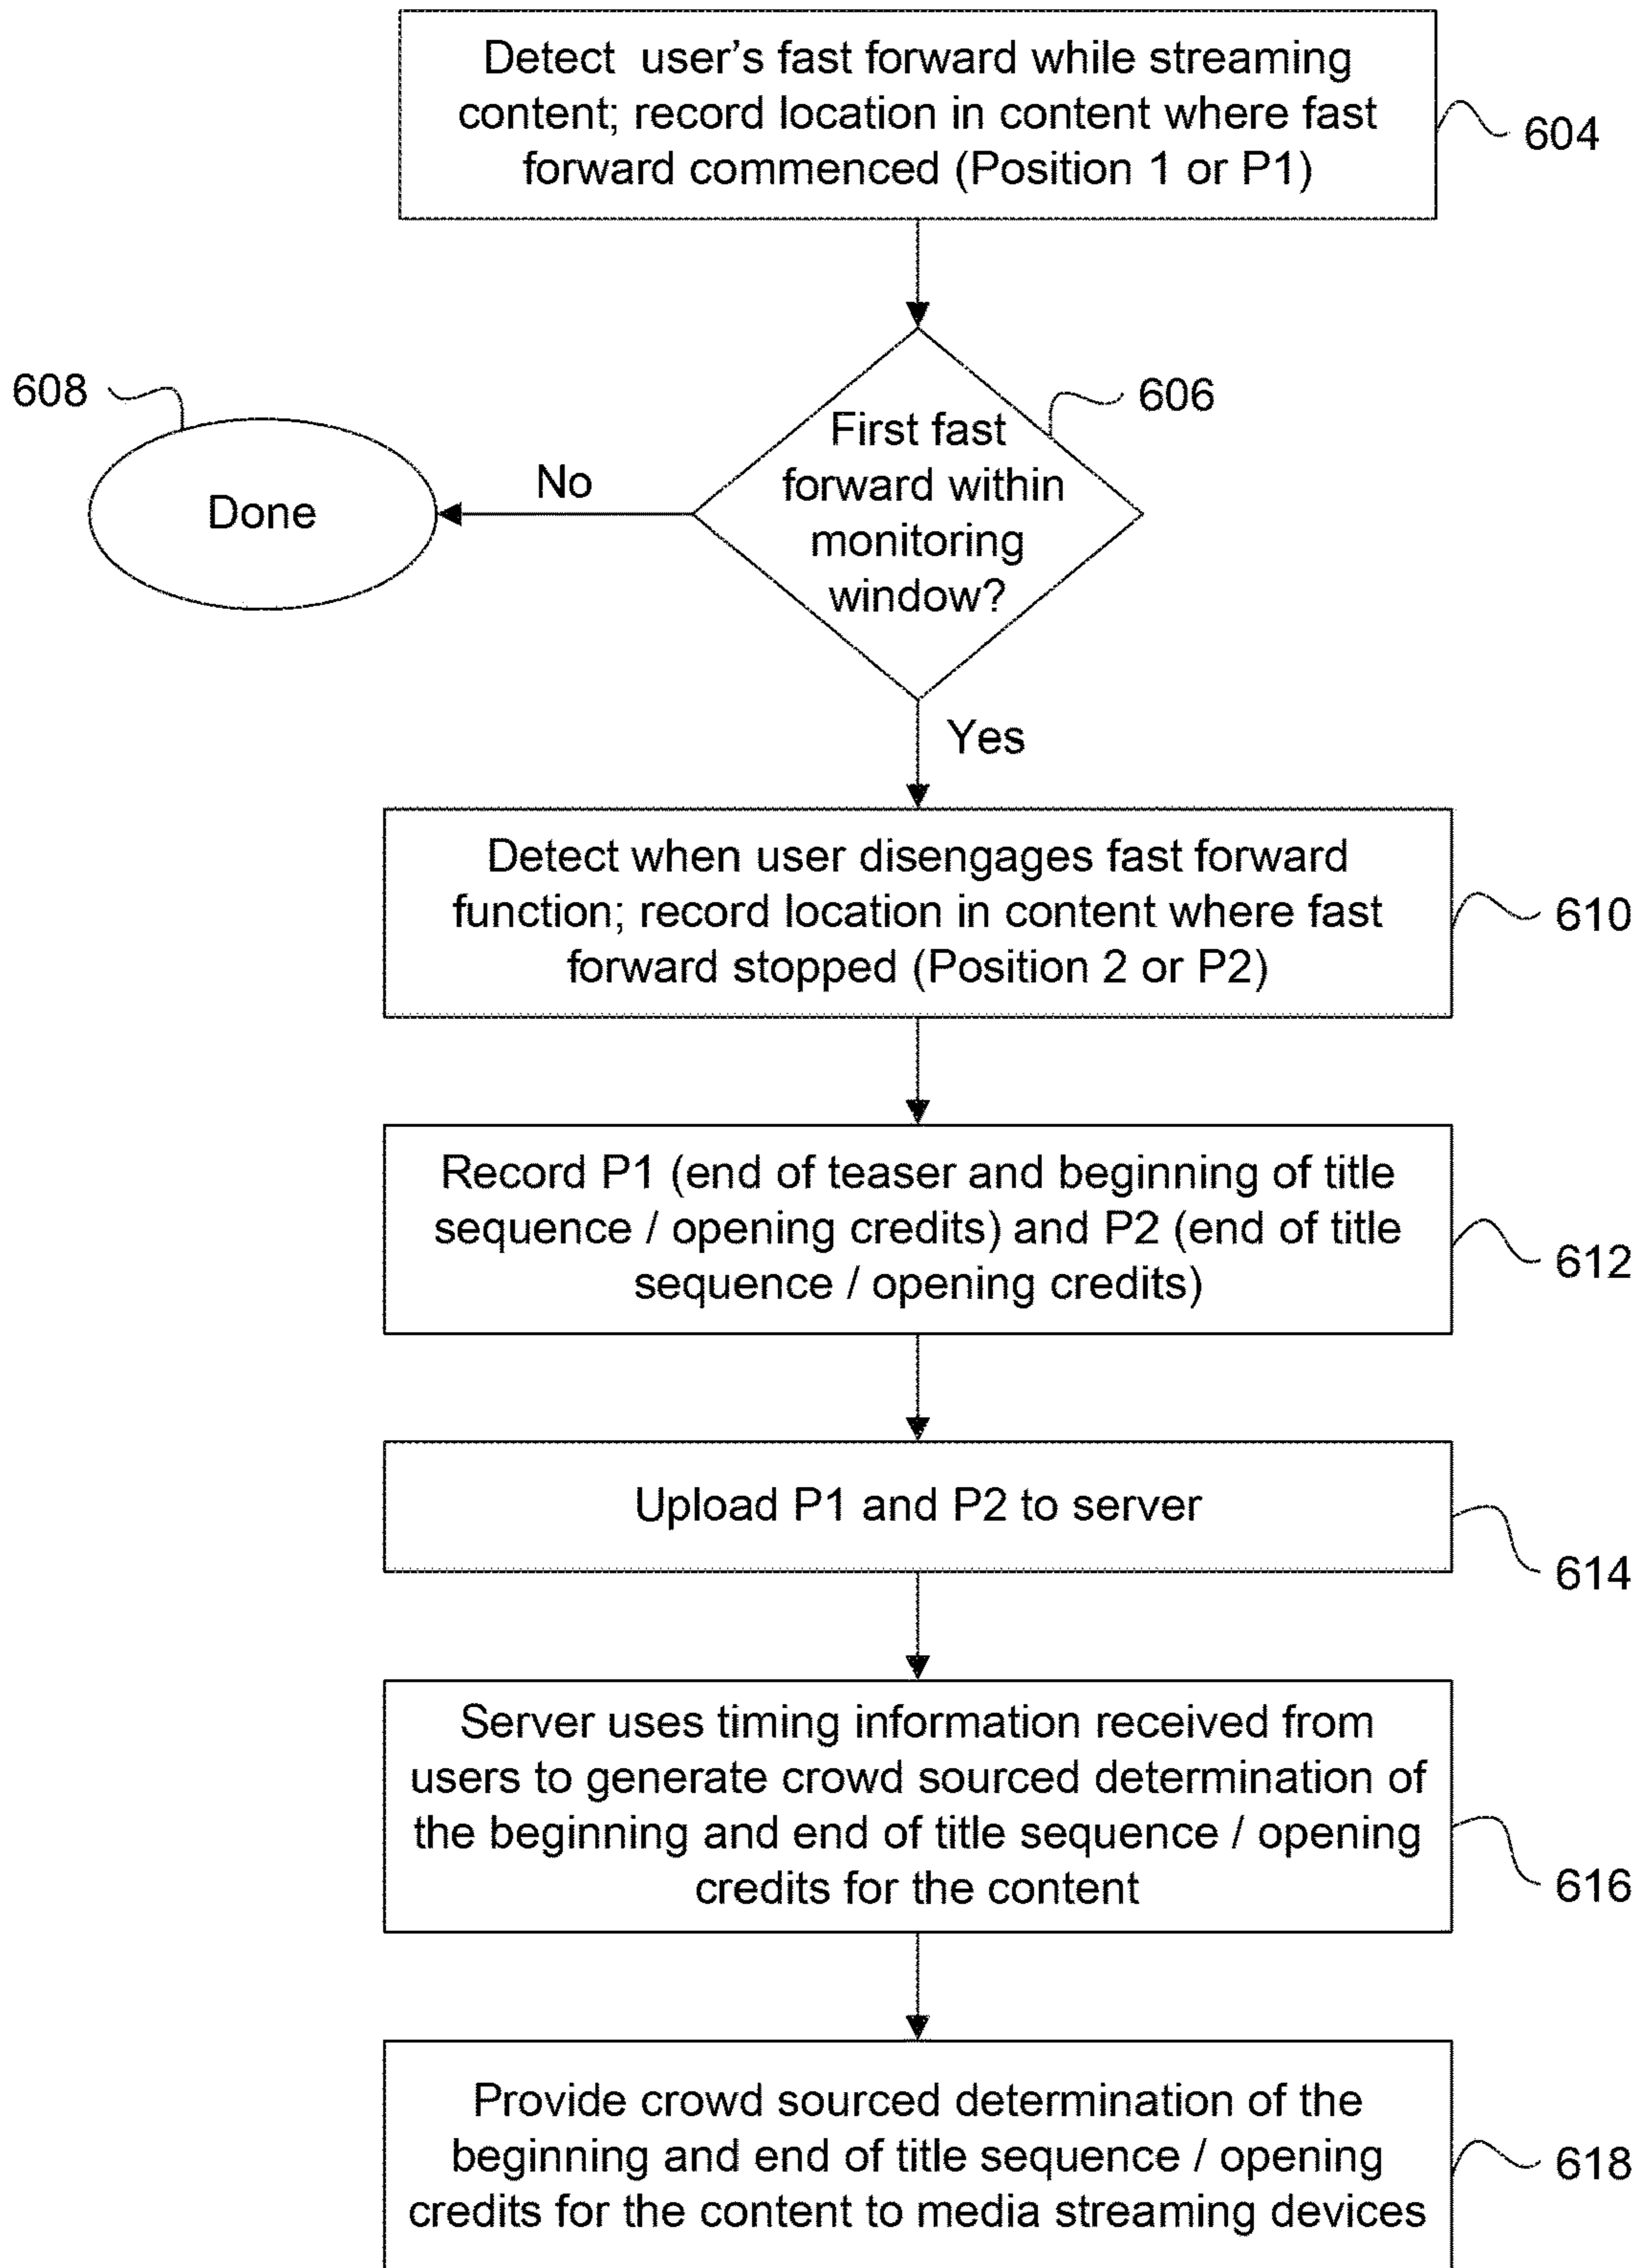 Detect user's fast forward while streaming
content; record location in content where fast
forward commenced (Position 1 or P1)
604
608
606
First fast
forward within
monitoring
window?
No
Done
Yes
Detect when user disengages fast forward
function; record location in content where fast
forward stopped (Position 2 or P2)
610
Record P1 (end of teaser and beginning of title
sequence / opening credits) and P2 (end of title
sequence / opening credits)
612
Upload P1 and P2 to server
614
Server uses timing information received from
users to generate crowd sourced determination of
the beginning and end of title sequence / opening
credits for the content
616
Provide crowd sourced determination of the
beginning and end of title sequence / opening
credits for the content to media streaming devices
618